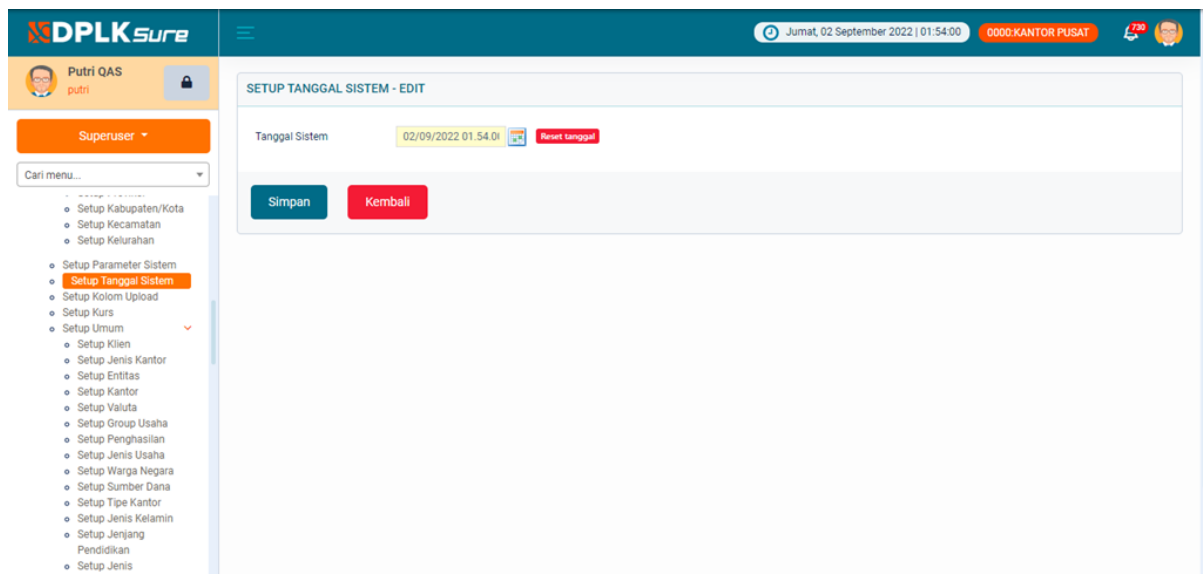 DPLKSure
Jumat, 02 September 2022 | 01:54:00
0000:KANTOR PUSAT
730
Putri QAS
putri
Superuser
Cari menu...
Setup Kabupaten/Kota
Setup Kecamatan
Setup Kelurahan
Setup Parameter Sistem
Setup Tanggal Sistem
Setup Kolom Upload
Setup Kurs
Setup Umum
Setup Klien
Setup Jenis Kantor
Setup Entitas
Setup Kantor
Setup Valuta
Setup Group Usaha
Setup Penghasilan
Setup Jenis Usaha
Setup Warga Negara
Setup Sumber Dana
Setup Tipe Kantor
Setup Jenis Kelamin
Setup Jenjang
Pendidikan
Setup Jenis
SETUP TANGGAL SISTEM - EDIT
Tanggal Sistem
02/09/2022 01.54.0
Reset tanggal
Simpan
Kembali